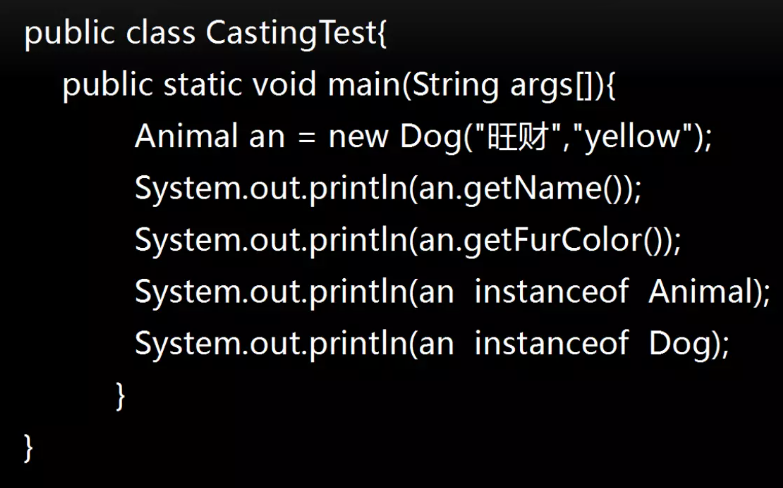 public class CastingTest{
public static void main(String args[]){
Animal an = new Dog("旺财","yellow");
System.out.println(an.getName());
System.out.println(an.getFurColor());
System.out.println(an instanceof Animal);
System.out.println(an instanceof Dog);
}
}